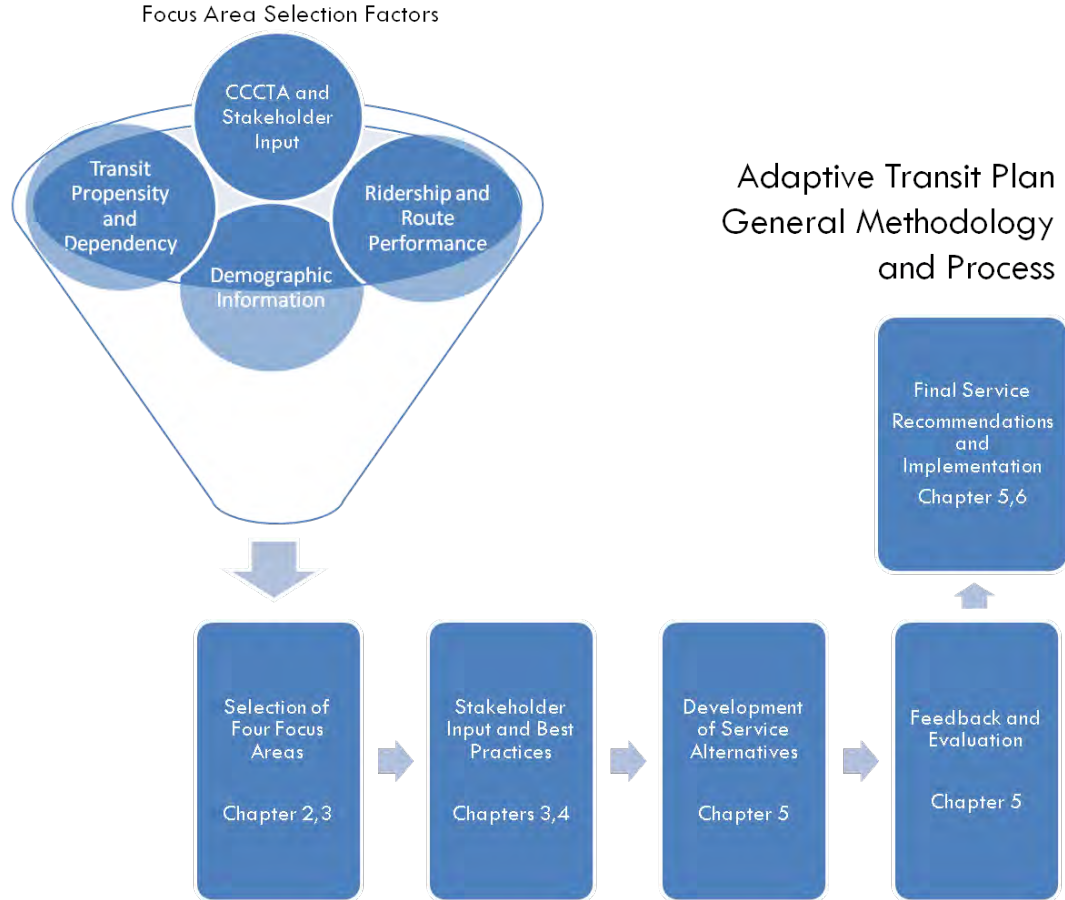 Focus Area Selection Factors
CCCTA and
Stakeholder
Input
Transit
Propensity
and
Dependency
Ridership and
Route
Performance
Demographic
Information
Adaptive Transit Plan
General Methodology
and Process
Final Service
Recommendations
and
Implementation
Chapter 5,6
Selection of
Four Focus
Areas
Chapter 2,3
Stakeholder
Input and Best
Practices
Chapters 3,4
Development
of Service
Alternatives
Chapter 5
Feedback and
Evaluation
Chapter 5